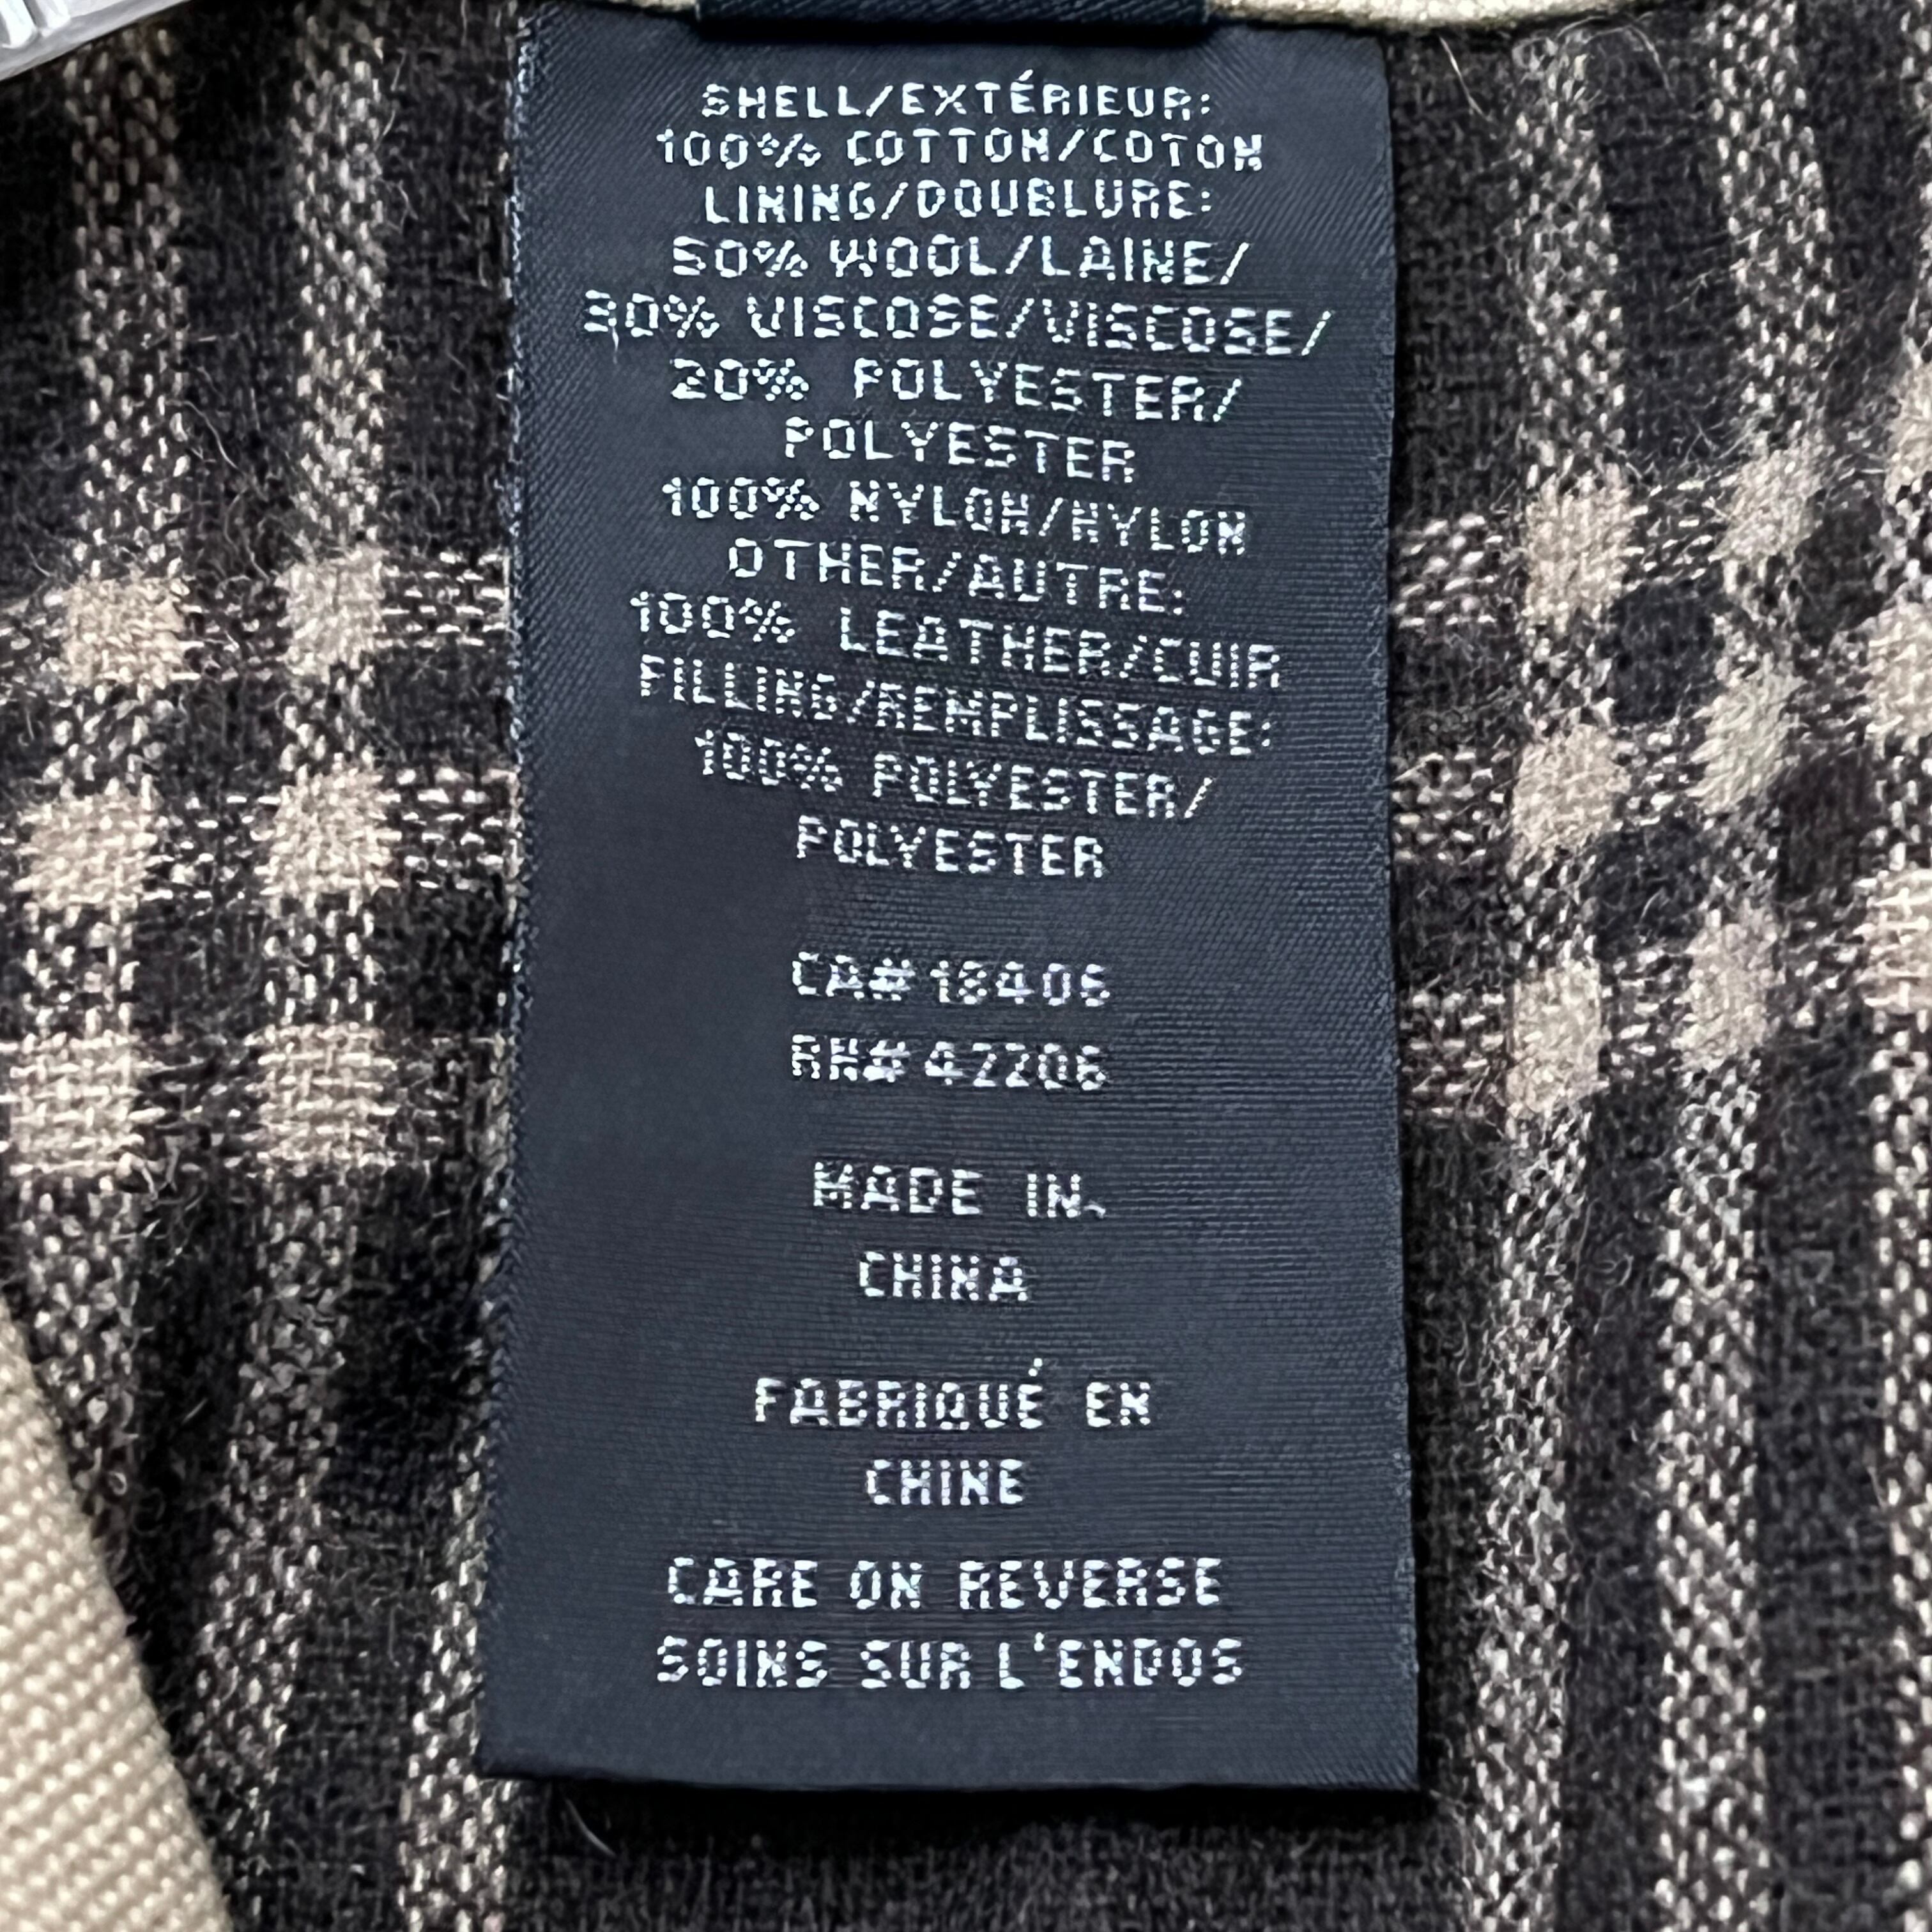 SHELL/EXTÉRIEUR:
100% COTTON/COTON
LINING/DOUBLURE:
50% WOOL/LAINE/
30% VISCOSE/VISCOSE/
20% POLYESTER/
POLYESTER
100% NYLON/NYLON
OTHER/AUTRE:
100% LEATHER/CUIR
FILLING/REMPLISSAGE:
100% POLYESTER/
POLYESTER
CA# 18406
RN# 42206
MADE IN
CHINA
FABRIQUÉ EN
CHINE
CARE ON REVERSE
SOINS SUR L'ENDOS